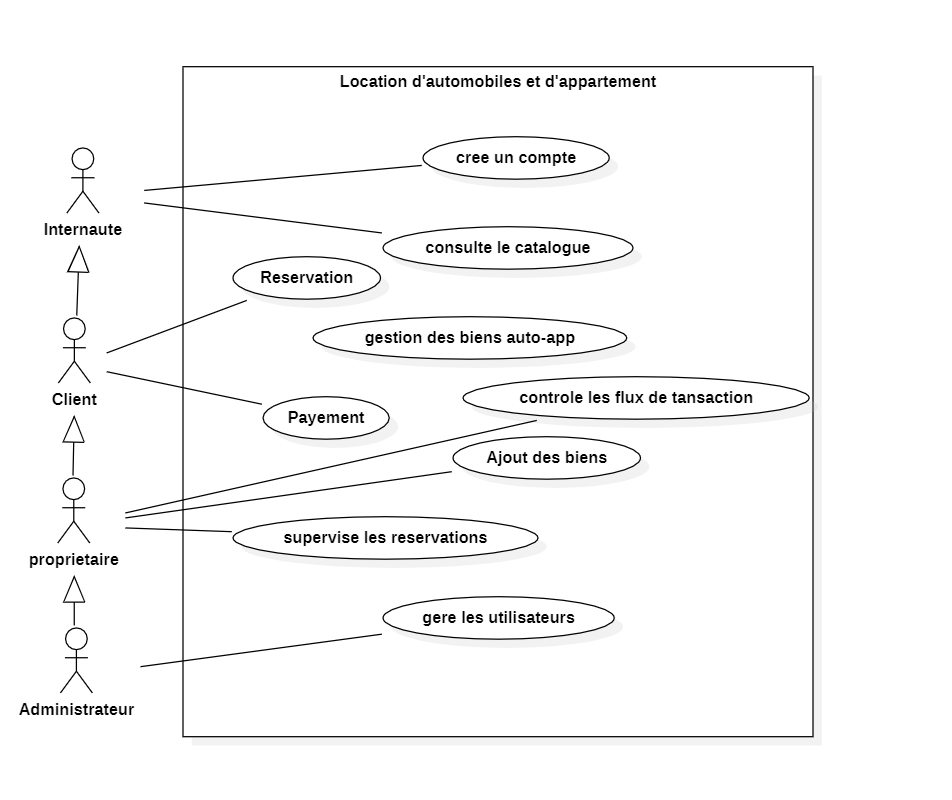 Location d'automobiles et d'appartement
cree un compte
Internaute
consulte le catalogue
Reservation
gestion des biens auto-app
Client
controle les flux de tansaction
Payement
Ajout des biens
supervise les reservations
proprietaire
gere les utilisateurs
Administrateur